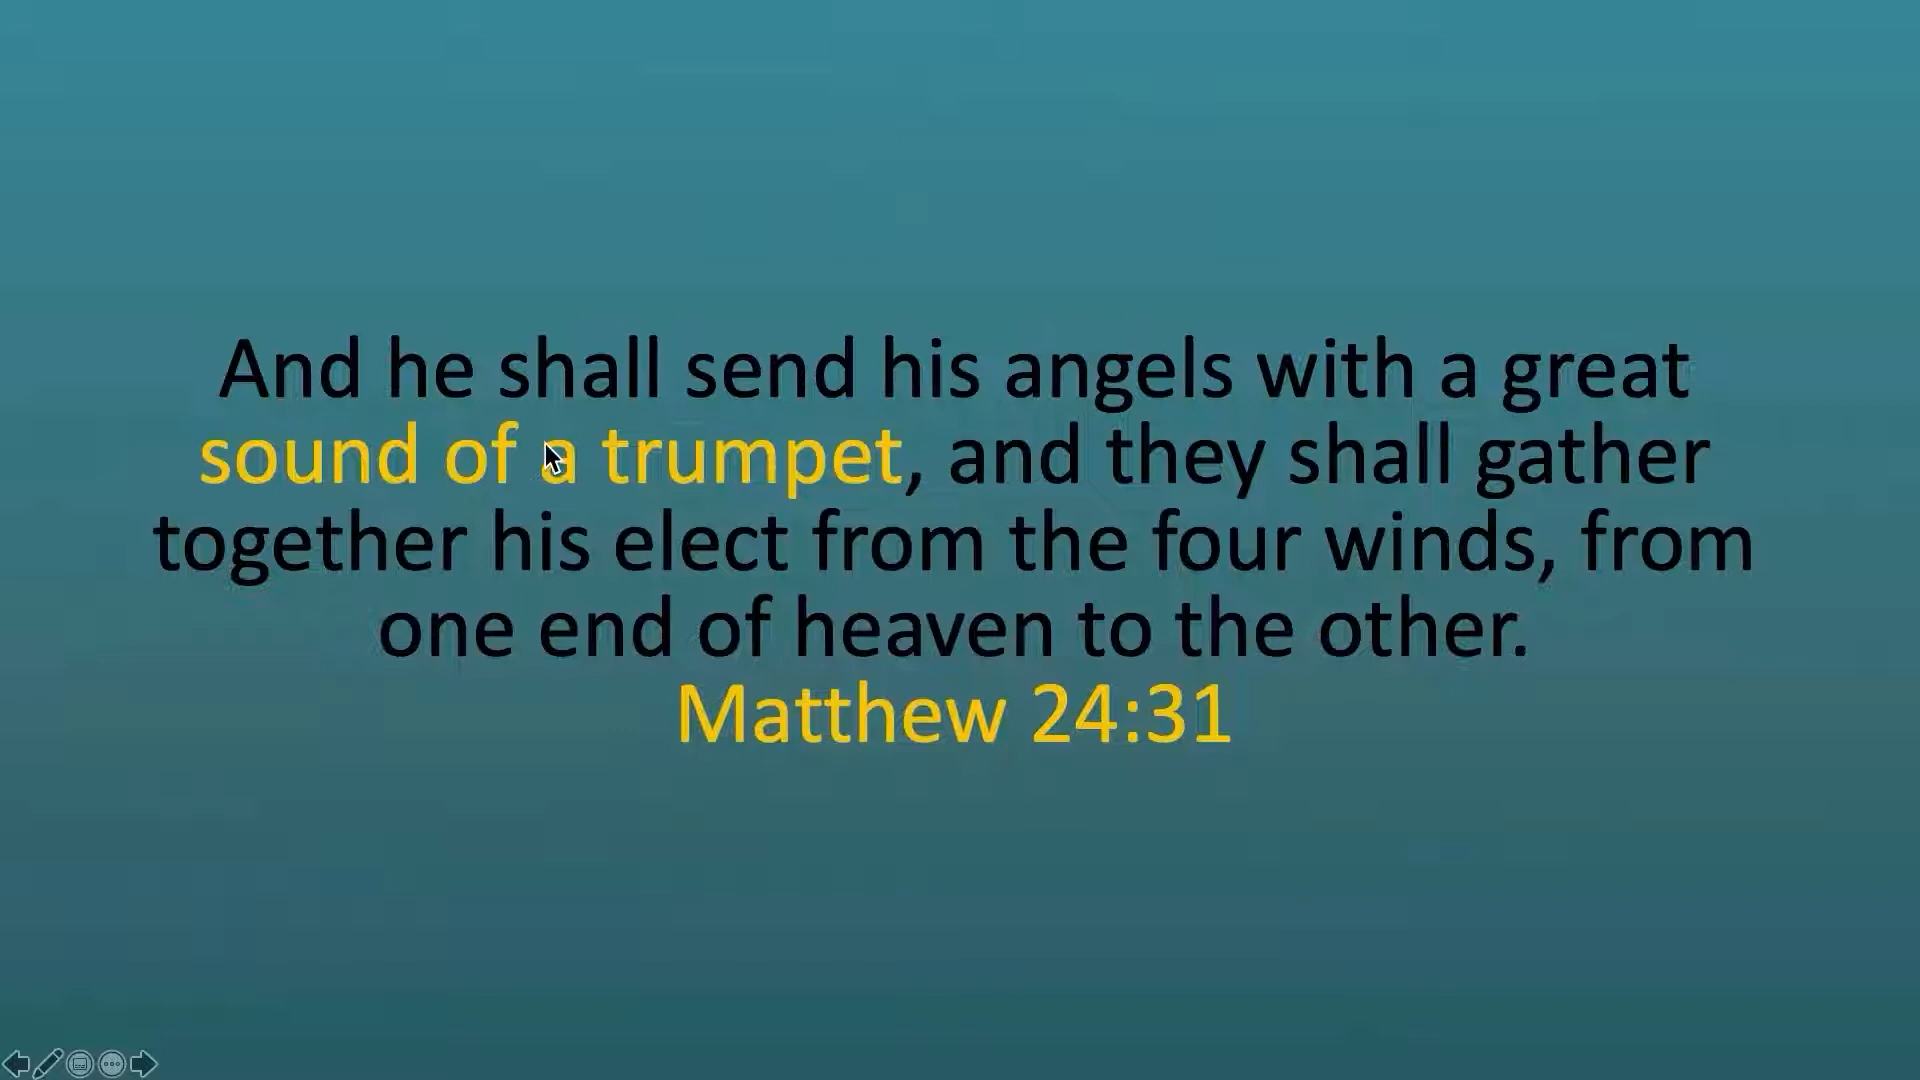 And he shall send his angels with a great
sound of a trumpet, and they shall gather
together his elect from the four winds, from
one end of heaven to the other.
Matthew 24:31